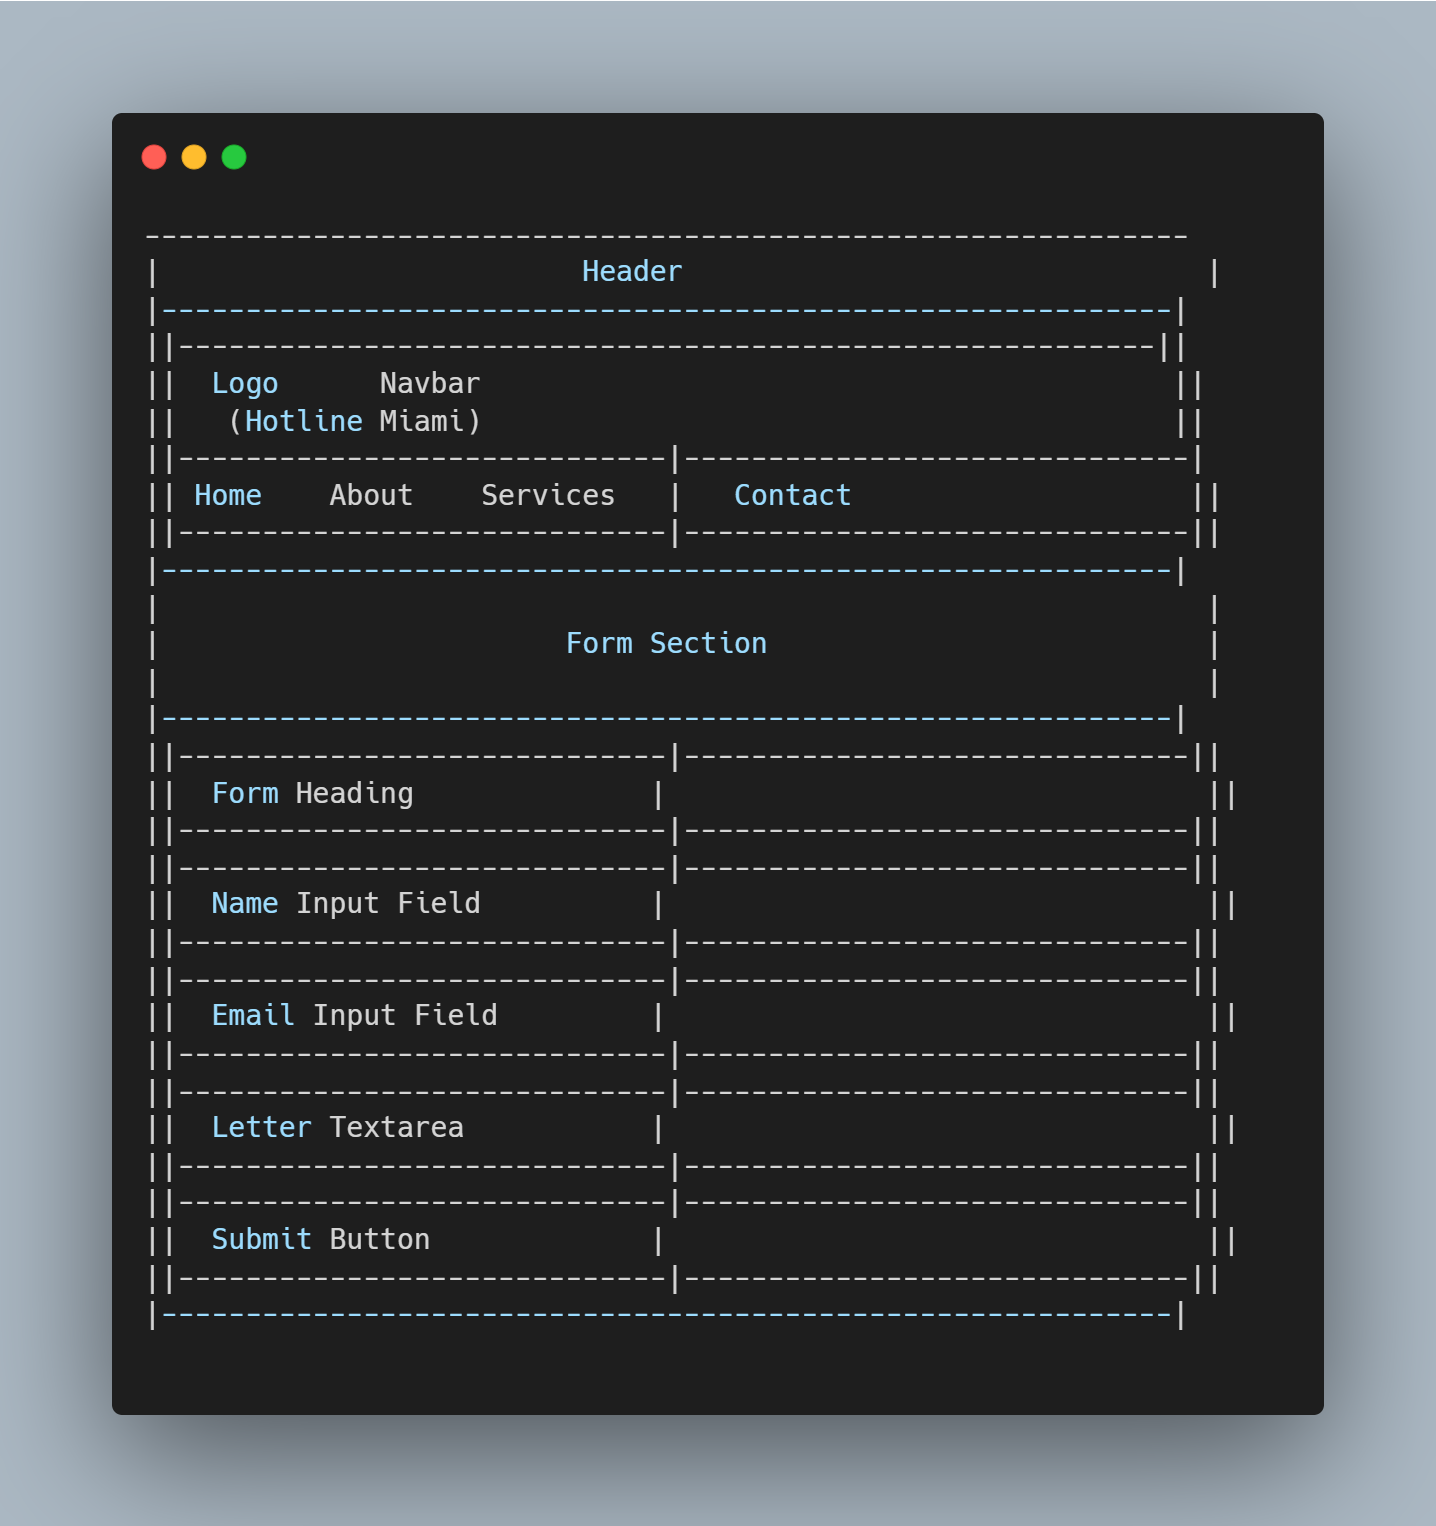 --------------------------------------------------------------
|                         Header                               |
|------------------------------------------------------------|
||----------------------------------------------------------||
||  Logo      Navbar                                         ||
||   (Hotline Miami)                                         ||
||-----------------------------|------------------------------|
|| Home    About    Services   |   Contact                    ||
||-----------------------------|------------------------------||
|------------------------------------------------------------|
|                                                              |
|                        Form Section                          |
|                                                              |
|------------------------------------------------------------|
||-----------------------------|------------------------------||
||  Form Heading              |                                ||
||-----------------------------|------------------------------||
||-----------------------------|------------------------------||
||  Name Input Field          |                                ||
||-----------------------------|------------------------------||
||-----------------------------|------------------------------||
||  Email Input Field         |                                ||
||-----------------------------|------------------------------||
||-----------------------------|------------------------------||
||  Letter Textarea           |                                ||
||-----------------------------|------------------------------||
||-----------------------------|------------------------------||
||  Submit Button             |                                ||
||-----------------------------|------------------------------||
|------------------------------------------------------------|